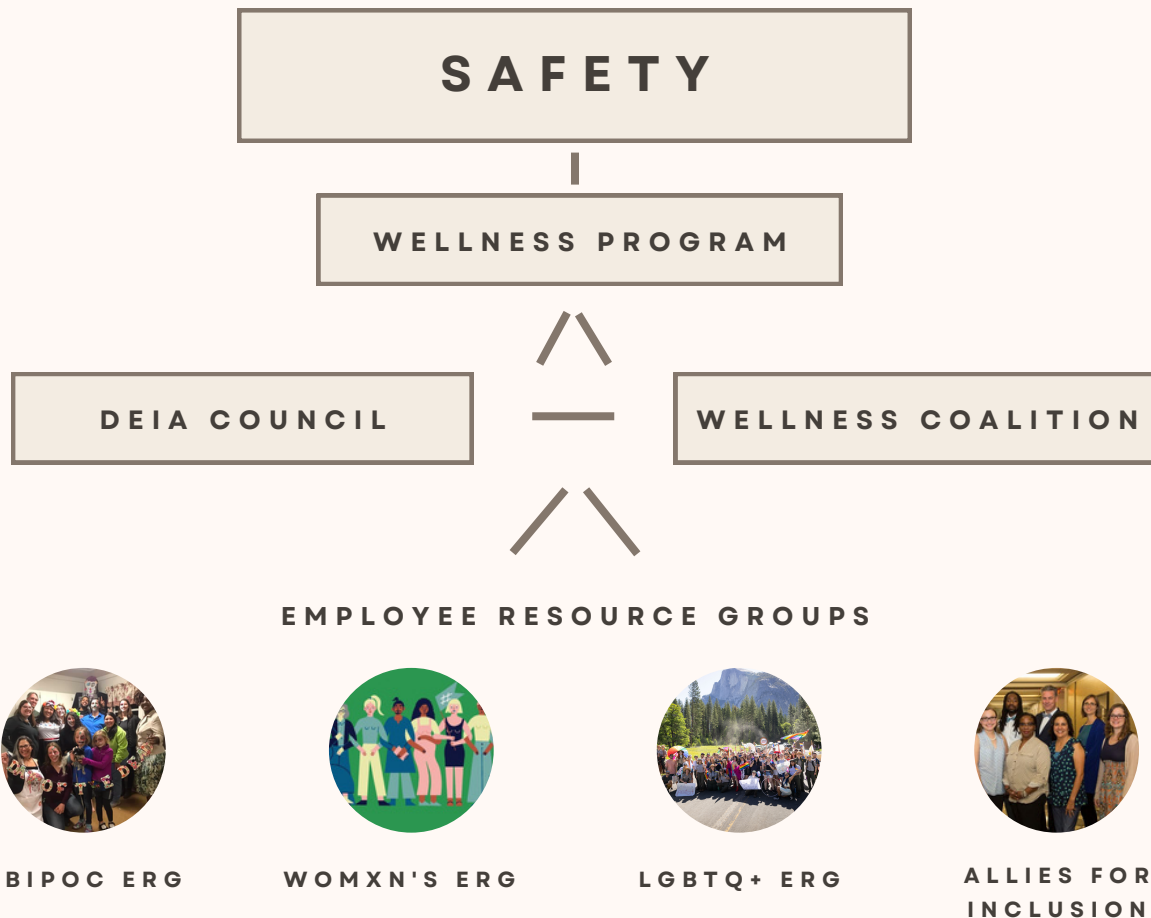 SAFETY
WELLNESS PROGRAM
DEIA COUNCIL
WELLNESS COALITION
EMPLOYEE RESOURCE GROUPS
BIPOC ERG
WOMXN'S ERG
LGBTQ+ ERG
ALLIES FOR
INCLUSION